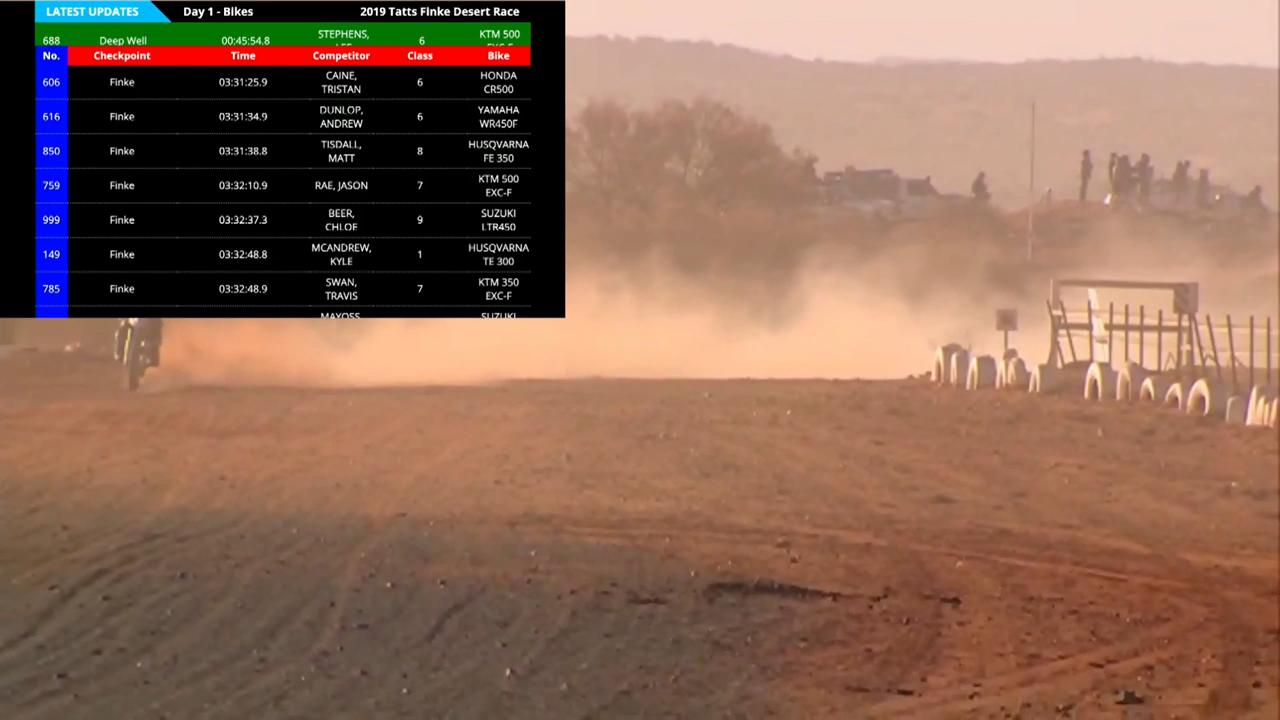 LATEST UPDATES Day 1 - Bikes 2019 Tatts Finke Desert Race
688 Deep Well 00:45:54.8 STEPHENS, 6 KTM 500
No. Checkpoint Time Competitor Class Bike
606 Finke 03:31:25.9 CAINE, TRISTAN 6 HONDA CR500
616 Finke 03:31:34.9 DUNLOP, ANDREW 6 YAMAHA WR450F
850 Finke 03:31:38.8 TISDALL, MATT 8 HUSQVARNA FE 350
759 Finke 03:32:10.9 RAE, JASON 7 KTM 500 EXC-F
999 Finke 03:32:37.3 BEER, CHLOE 9 SUZUKI LTR450
149 Finke 03:32:48.8 MCANDREW, KYLE 1 HUSQVARNA TE 300
785 Finke 03:32:48.9 SWAN, TRAVIS 7 KTM 350 EXC-F
MAYOSS SUZUKI